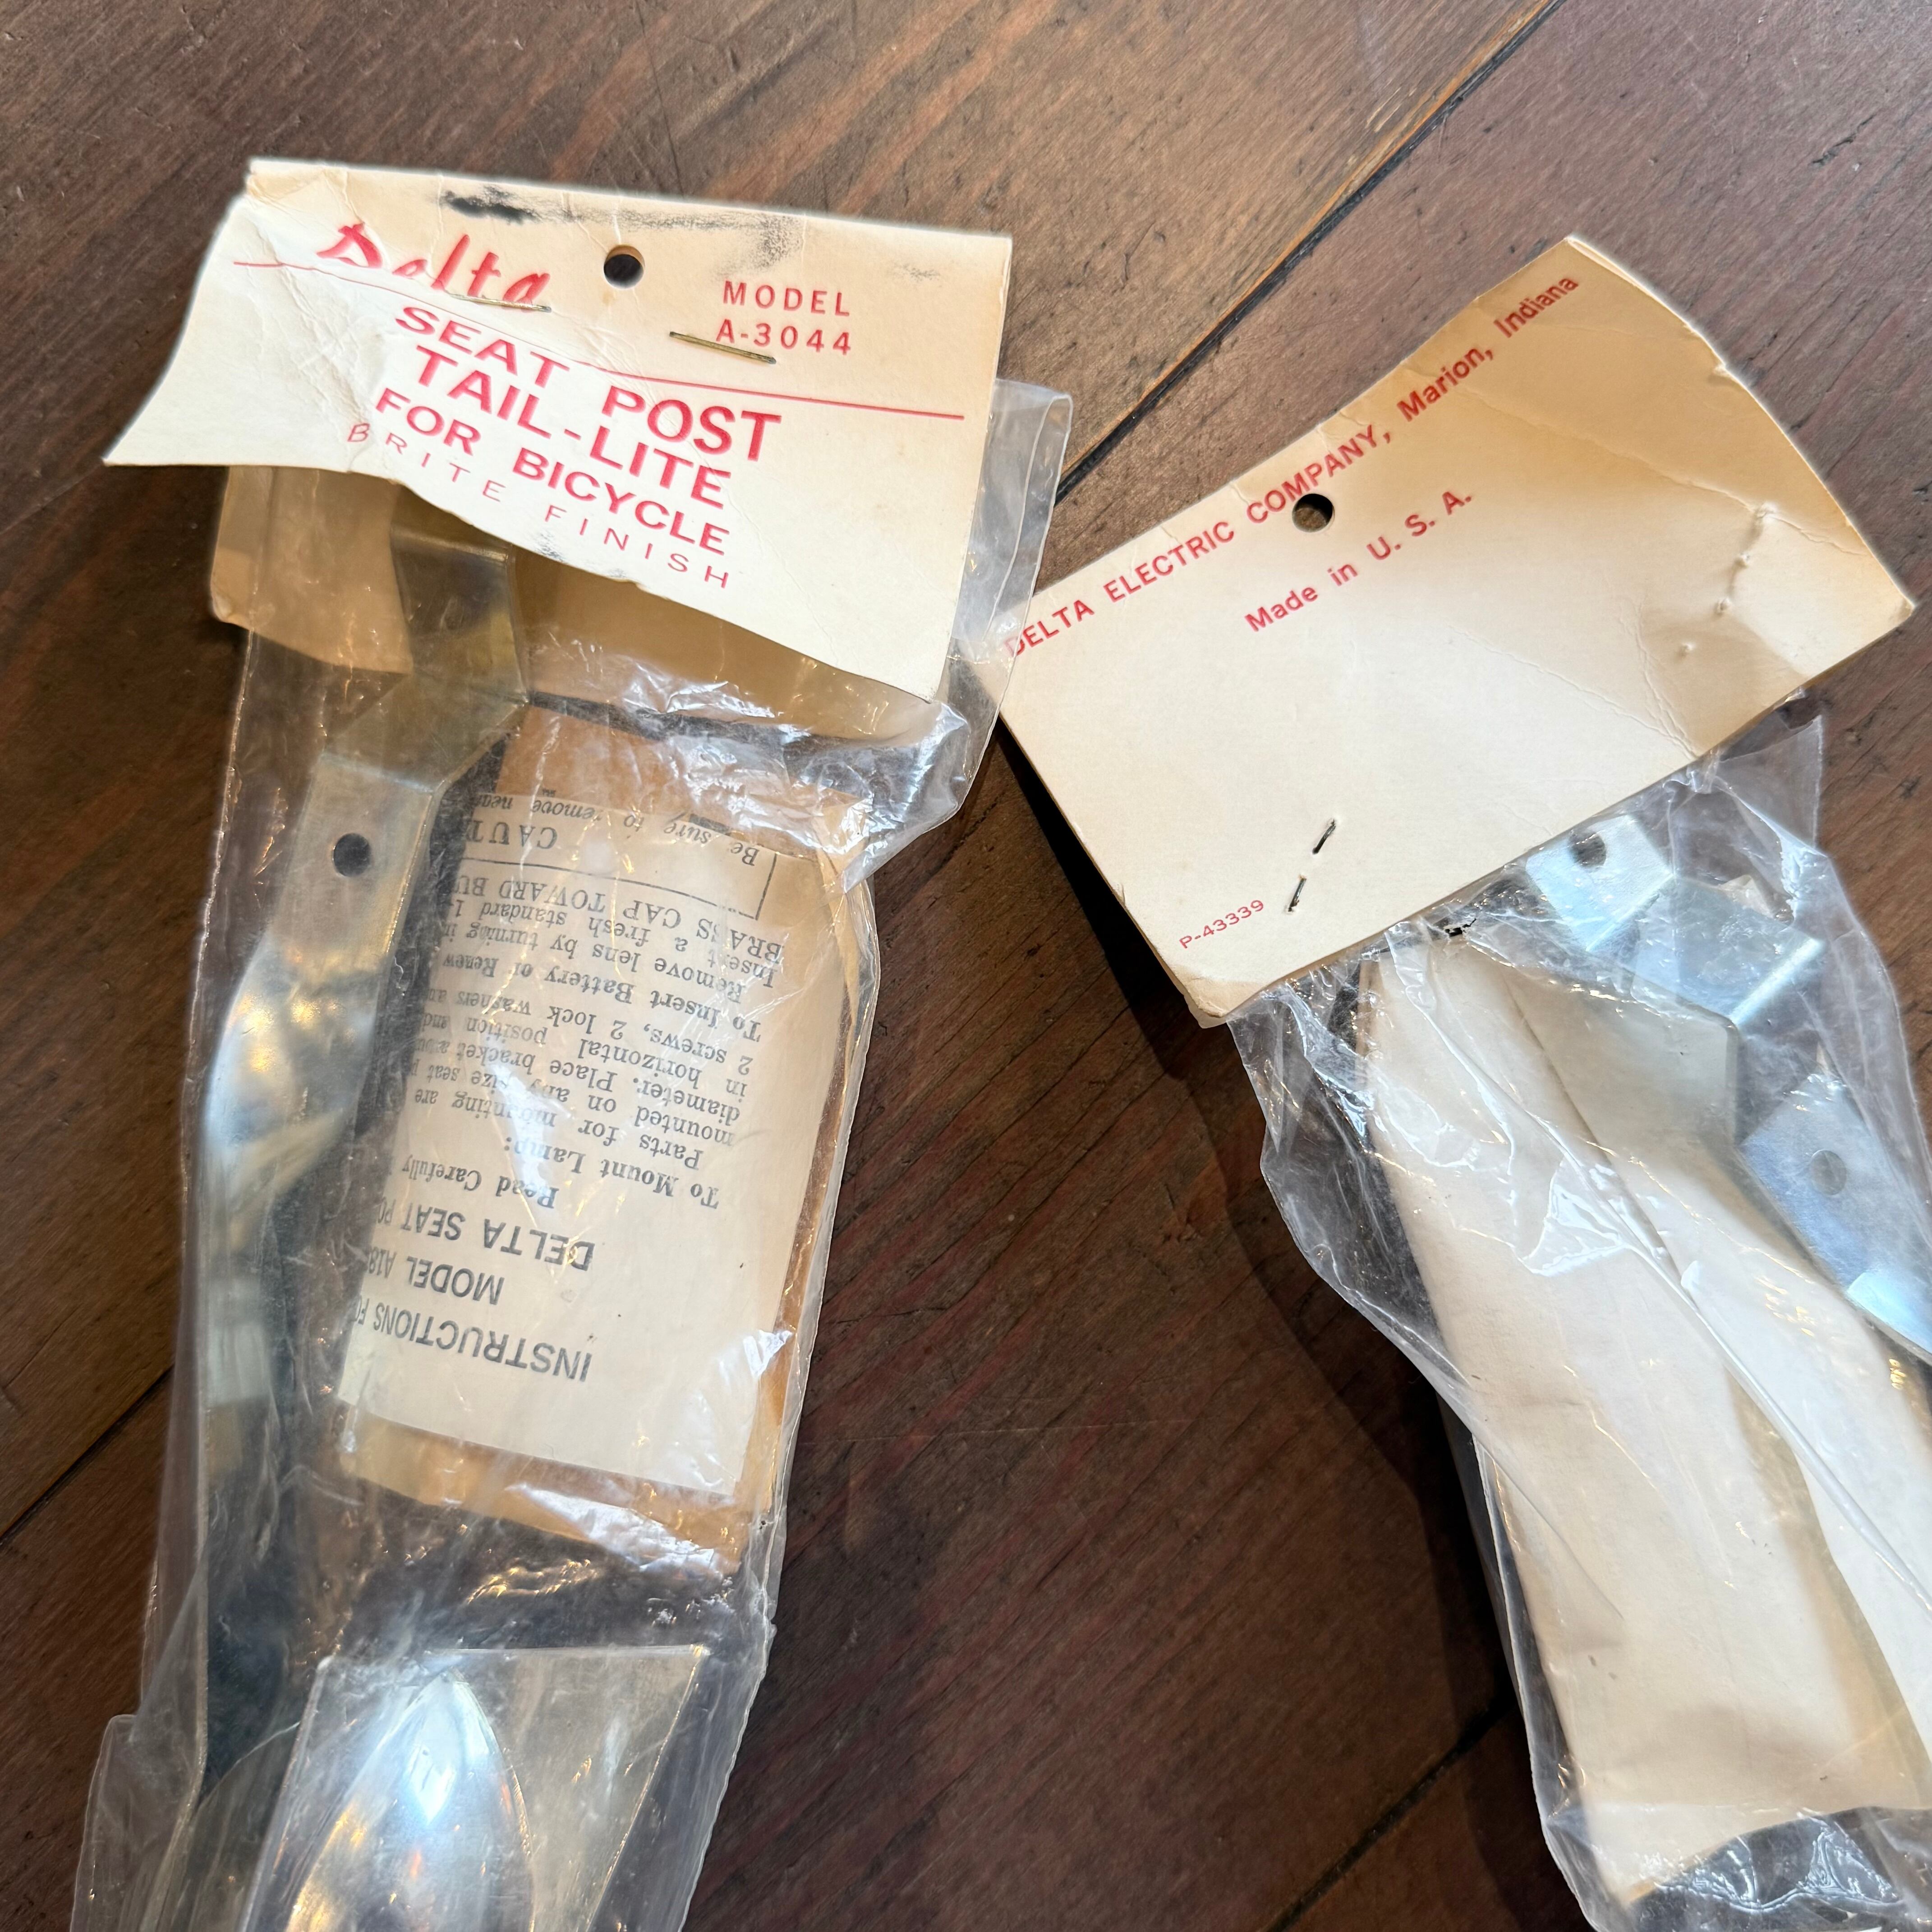 Delta
MODEL
A-3044
SEAT POST
TAIL-LITE
FOR BICYCLE
BRITE FINISH
INSTRUCTIONS
MODEL
DELTA SEAT
Read Carefully
To Mount Lamp:
Parts for mounting are
mounted on any size seat
diameter. Place bracket
in horizontal position and
2 screws, 2 lock washers
To Insert Battery or Renew
Remove lens by turning
Insert a fresh standard
BRASS CAP TOWARD
Be sure to remove
DELTA ELECTRIC COMPANY, Marion, Indiana
Made in U. S. A.
P-43339